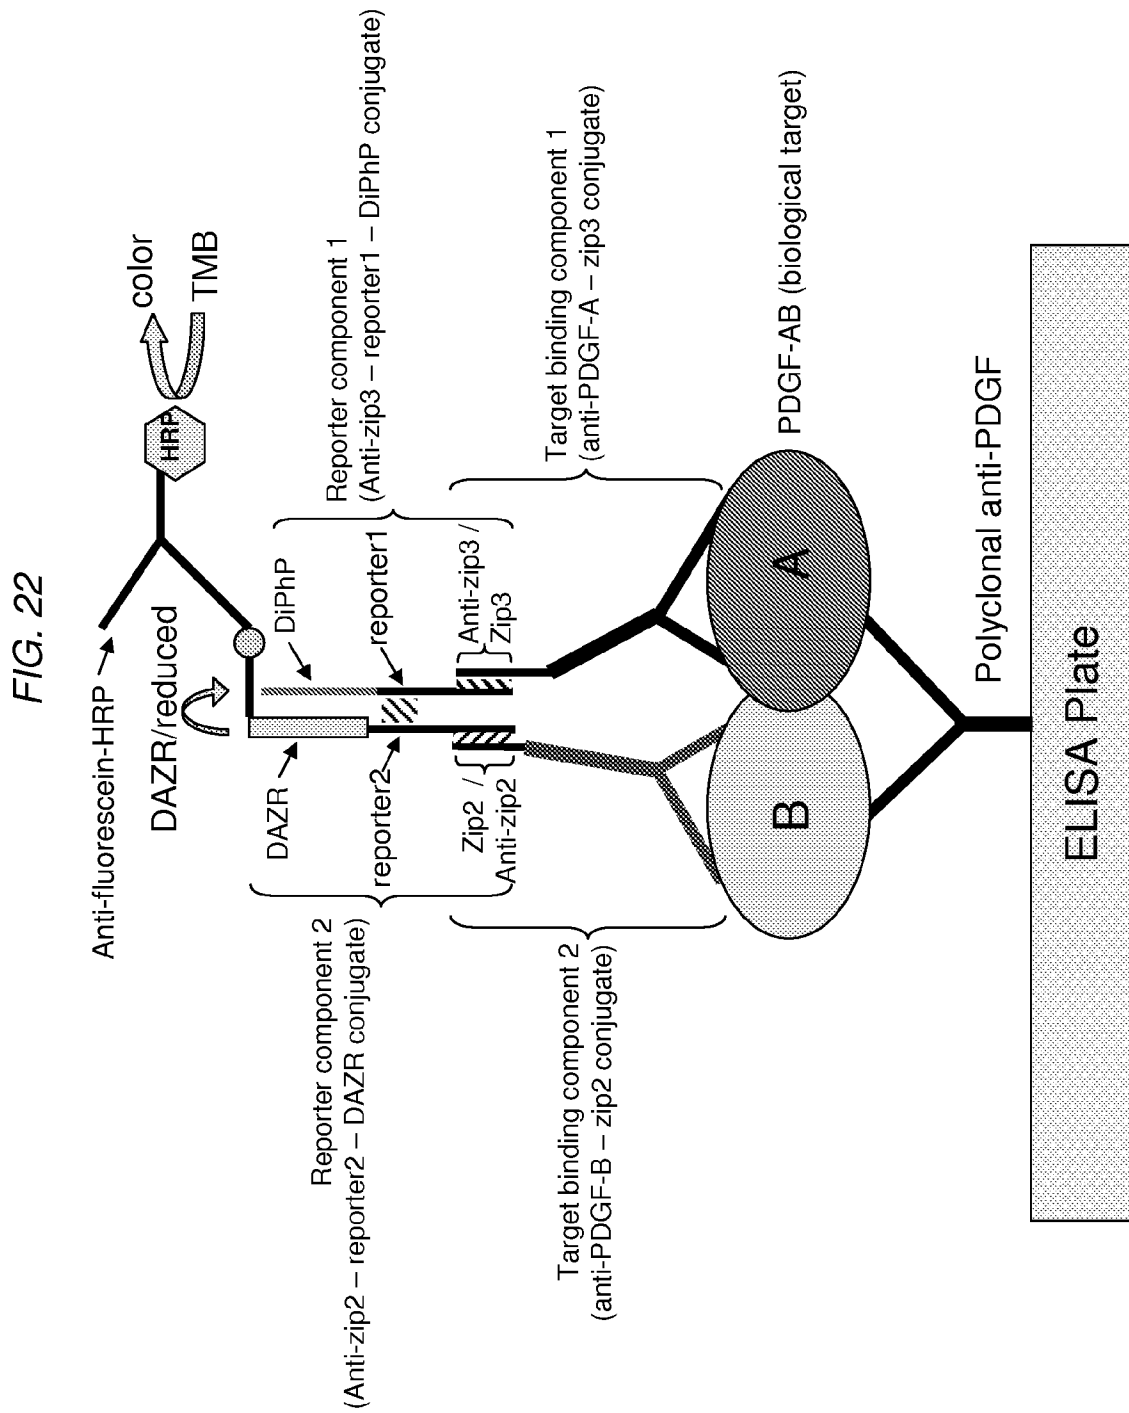 FIG. 22
Anti-fluorescein-HRP
DAZR/reduced
HRP
color
TMB
DAZR
DiPhP
reporter2
reporter1
Zip2 /
Anti-zip2
Anti-zip3 /
Zip3
Reporter component 2
(Anti-zip2 – reporter2 – DAZR conjugate)
Reporter component 1
(Anti-zip3 – reporter1 – DiPhP conjugate)
Target binding component 2
(anti-PDGF-B – zip2 conjugate)
Target binding component 1
(anti-PDGF-A – zip3 conjugate)
B
A
PDGF-AB (biological target)
Polyclonal anti-PDGF
ELISA Plate